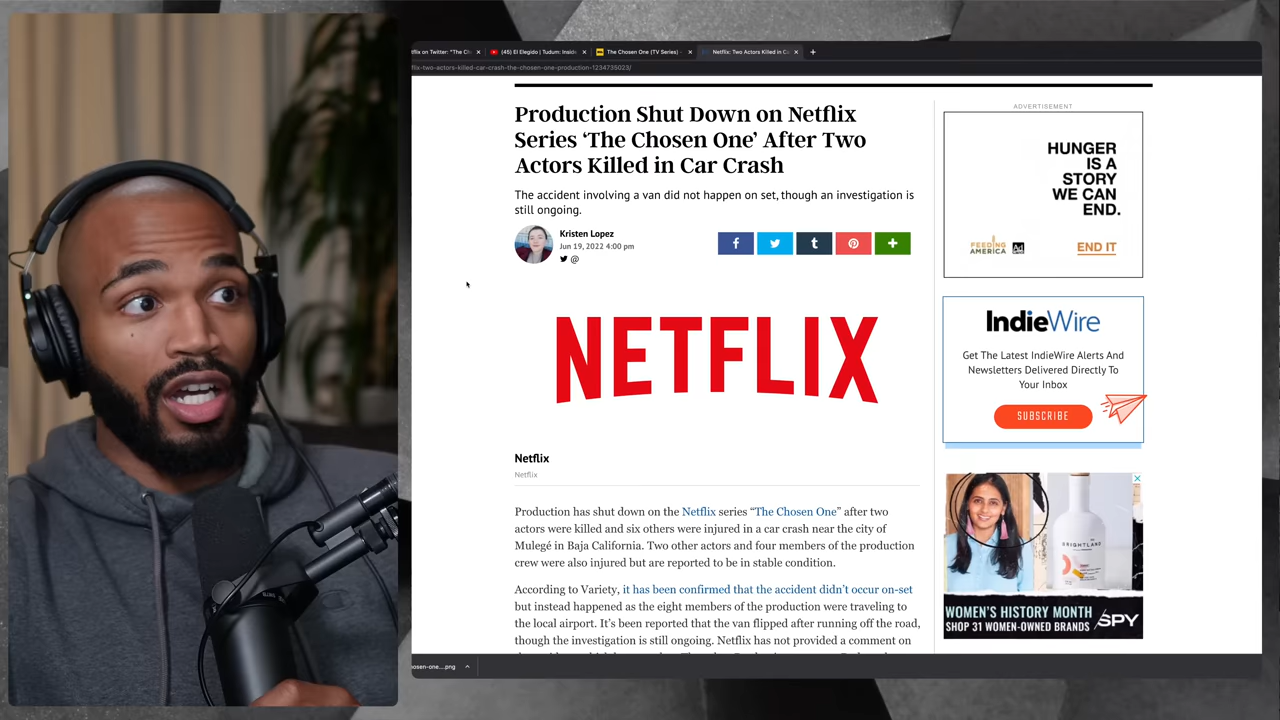 flix on Twitter: "The Ch
(45) El Elegido | Tudum: Insid
The Chosen One (TV Series)
Netflix: Two Actors Killed in C
flix-two-actors-killed-car-crash-the-chosen-one-production-1234735023/
Production Shut Down on Netflix
Series ‘The Chosen One’ After Two
Actors Killed in Car Crash
The accident involving a van did not happen on set, though an investigation is
still ongoing.
Kristen Lopez
Jun 19, 2022 4:00 pm
NETFLIX
Netflix
Netflix
Production has shut down on the Netflix series “The Chosen One” after two
actors were killed and six others were injured in a car crash near the city of
Mulegé in Baja California. Two other actors and four members of the production
crew were also injured but are reported to be in stable condition.
According to Variety, it has been confirmed that the accident didn’t occur on-set
but instead happened as the eight members of the production were traveling to
the local airport. It’s been reported that the van flipped after running off the road,
though the investigation is still ongoing. Netflix has not provided a comment on
ADVERTISEMENT
HUNGER
IS A
STORY
WE CAN
END.
FEEDING
AMERICA
Ad
END IT
IndieWire
Get The Latest IndieWire Alerts And
Newsletters Delivered Directly To
Your Inbox
SUBSCRIBE
BRIGHTLAND
WOMEN'S HISTORY MONTH
SHOP 31 WOMEN-OWNED BRANDS
SPY
osen-one....png